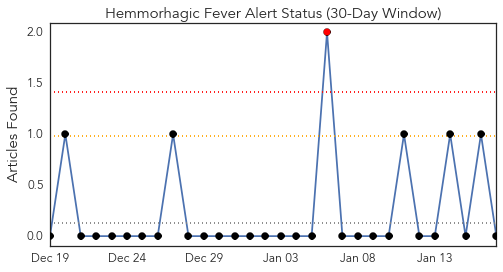 Hemmorhagic Fever Alert Status (30-Day Window)
Articles Found
2.0
1.5
1.0
0.5
0.0
Dec 19 Dec 24 Dec 29 Jan 03 Jan 08 Jan 13